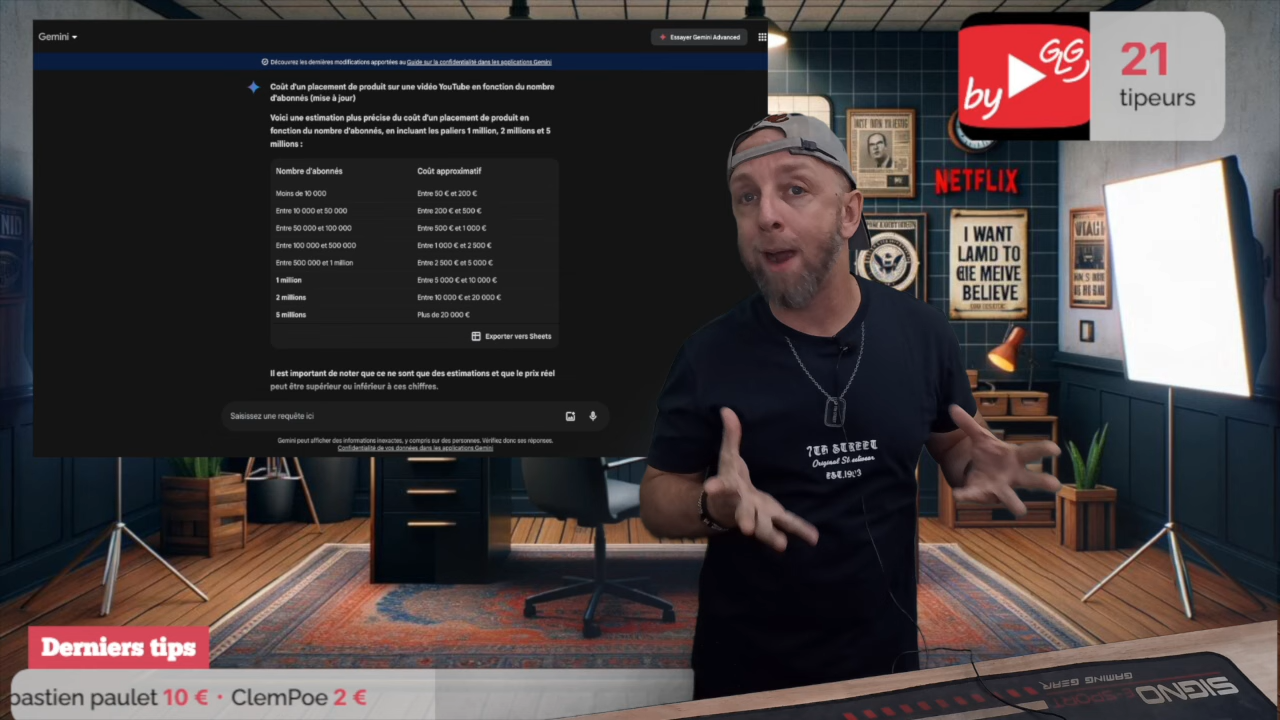 Gemini
Essayer Gemini Advanced
Découvrez les dernières modifications apportées au Guide sur la confidentialité dans les applications Gemini
Coût d'un placement de produit sur une vidéo YouTube en fonction du nombre
d'abonnés (mise à jour)
Voici une estimation plus précise du coût d'un placement de produit en
fonction du nombre d'abonnés, en incluant les paliers 1 million, 2 millions et 5
millions :
Nombre d'abonnés Coût approximatif
Moins de 10 000 Entre 50 € et 200 €
Entre 10 000 et 50 000 Entre 200 € et 500 €
Entre 50 000 et 100 000 Entre 500 € et 1 000 €
Entre 100 000 et 500 000 Entre 1 000 € et 2 500 €
Entre 500 000 et 1 million Entre 2 500 € et 5 000 €
1 million Entre 5 000 € et 10 000 €
2 millions Entre 10 000 € et 20 000 €
5 millions Plus de 20 000 €
Exporter vers Sheets
Il est important de noter que ce ne sont que des estimations et que le prix réel
peut être supérieur ou inférieur à ces chiffres.
Saisissez une requête ici
Gemini peut afficher des informations inexactes, y compris sur des personnes. Vérifiez donc ses réponses.
Confidentialité de vos données dans les applications Gemini
by GLG
21
tipeurs
NETFLIX
I WANT
LAMD TO
GIE MEIVE
BELIEVE
7TH STREET
Original St.eetwear
EST.1903
Derniers tips
bastien paulet 10 € · ClemPoe 2 €
GAMING GEAR
SIGNO